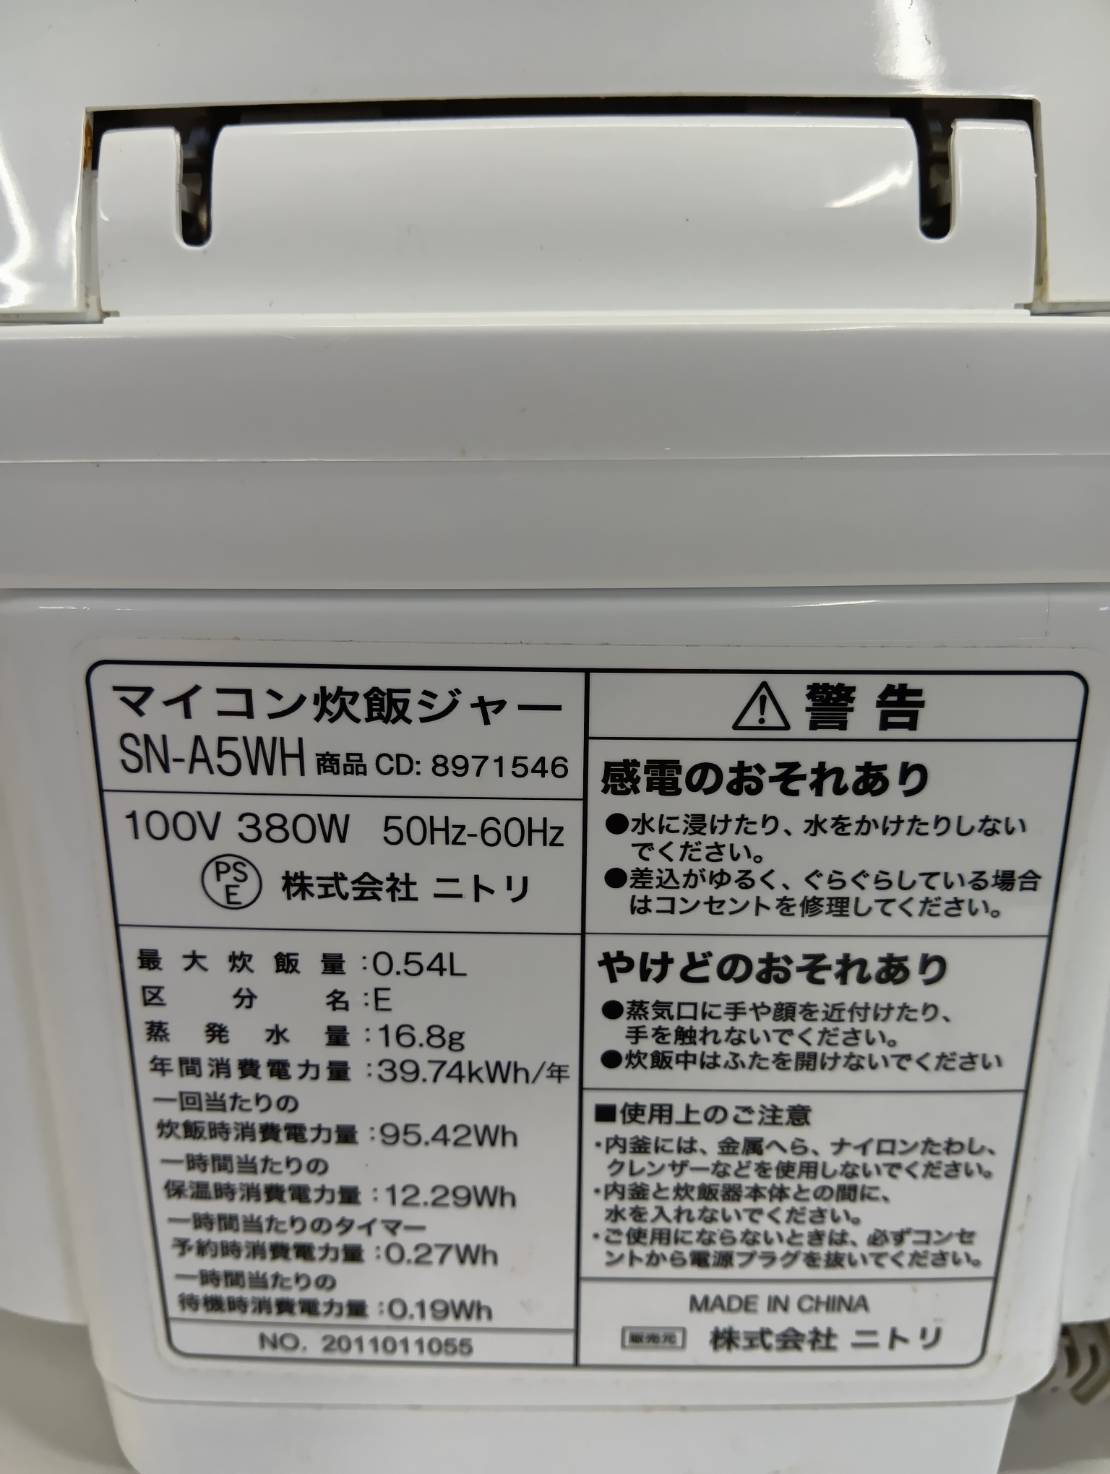 マイコン炊飯ジャー
SN-A5WH 商品 CD: 8971546
100V 380W 50Hz-60Hz
PS
E
株式会社 ニトリ
最大炊飯量:0.54L
区分名:E
蒸発水量:16.8g
年間消費電力量:39.74kWh/年
一回当たりの
炊飯時消費電力量:95.42Wh
一時間当たりの
保温時消費電力量:12.29Wh
一時間当たりのタイマー
予約時消費電力量:0.27Wh
一時間当たりの
待機時消費電力量:0.19Wh
NO. 2011011055
警告
感電のおそれあり
●水に浸けたり、水をかけたりしない
でください。
●差込がゆるく、ぐらぐらしている場合
はコンセントを修理してください。
やけどのおそれあり
●蒸気口に手や顔を近付けたり、
手を触れないでください。
●炊飯中はふたを開けないでください
■使用上のご注意
・内釜には、金属へら、ナイロンたわし、
クレンザーなどを使用しないでください。
・内釜と炊飯器本体との間に、
水を入れないでください。
・ご使用にならないときは、必ずコンセ
ントから電源プラグを抜いてください。
MADE IN CHINA
販売元 株式会社 ニトリ